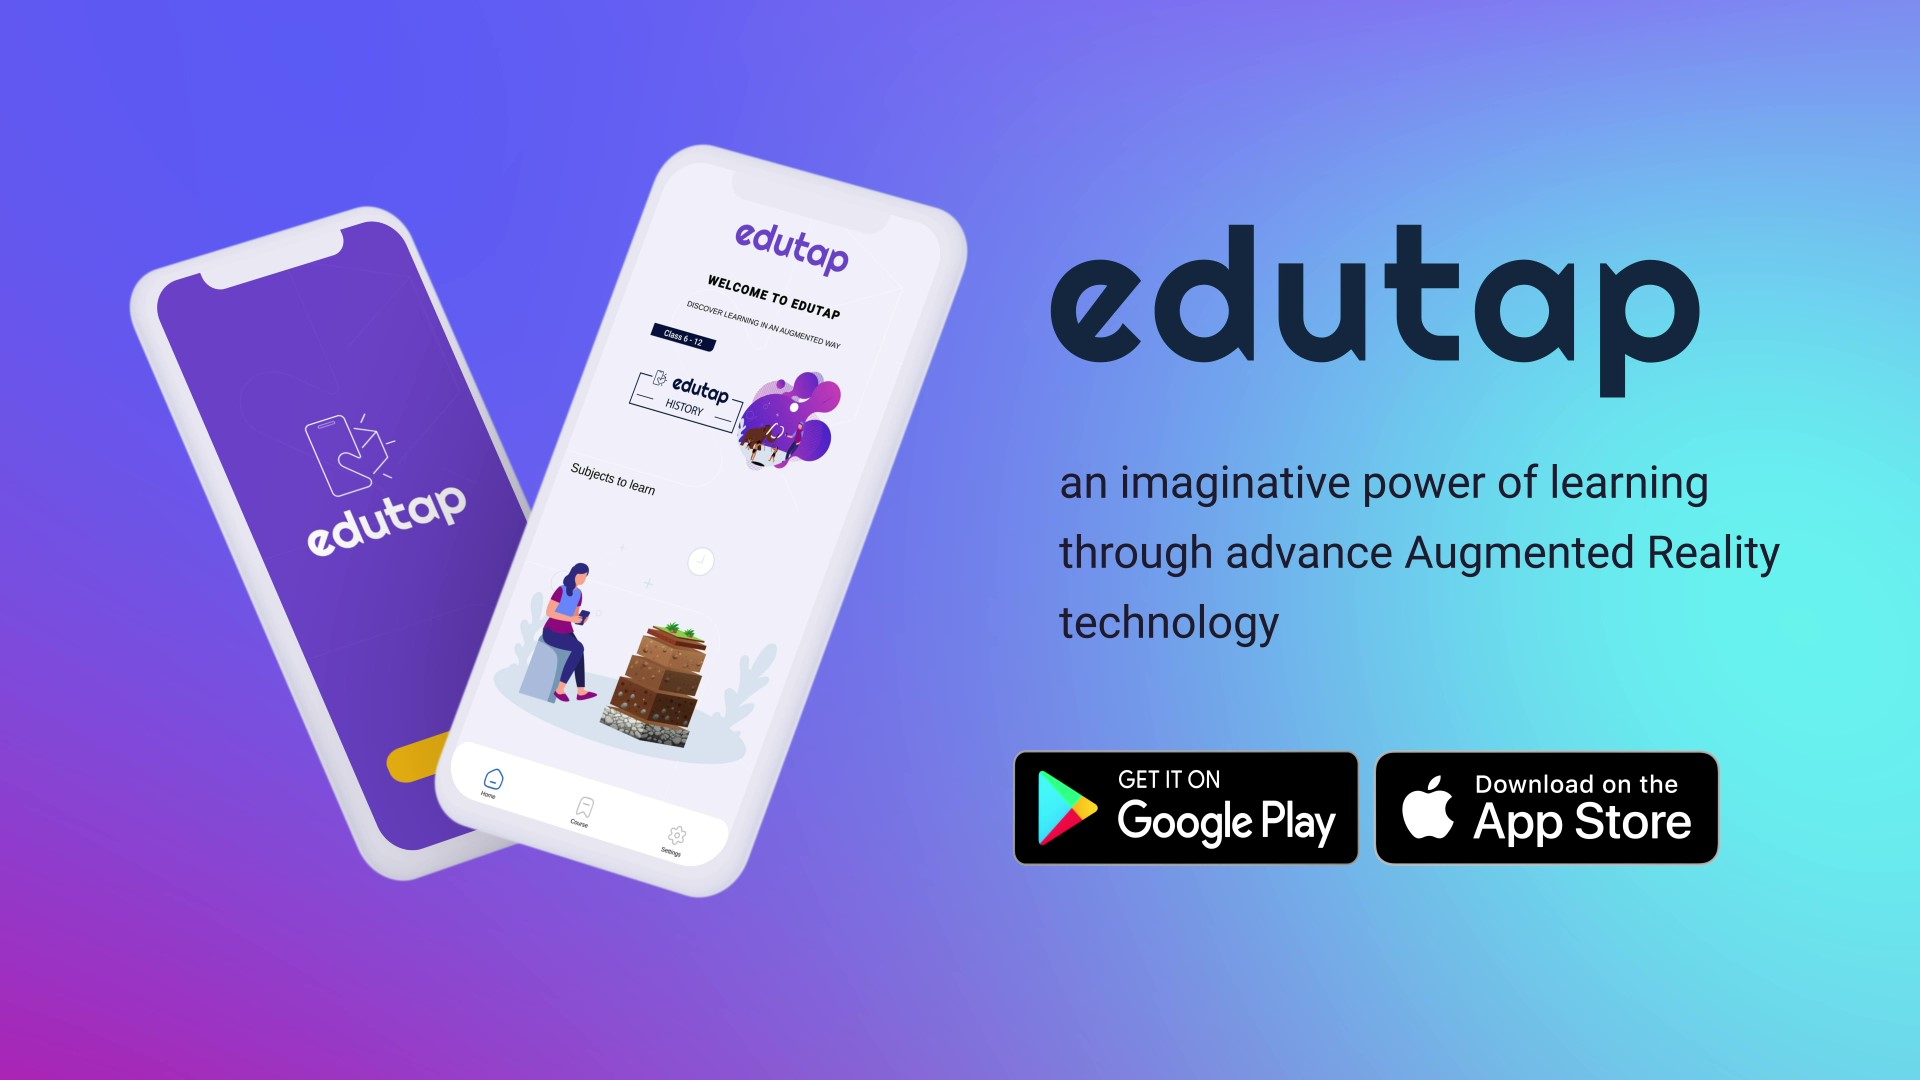 edutap
edutap
WELCOME TO EDUTAP
DISCOVER LEARNING IN AN AUGMENTED WAY
Class 6 - 12
edutap
HISTORY
Subjects to learn
Home
Course
Settings
edutap
an imaginative power of learning
through advance Augmented Reality
technology
GET IT ON
Google Play
Download on the
App Store